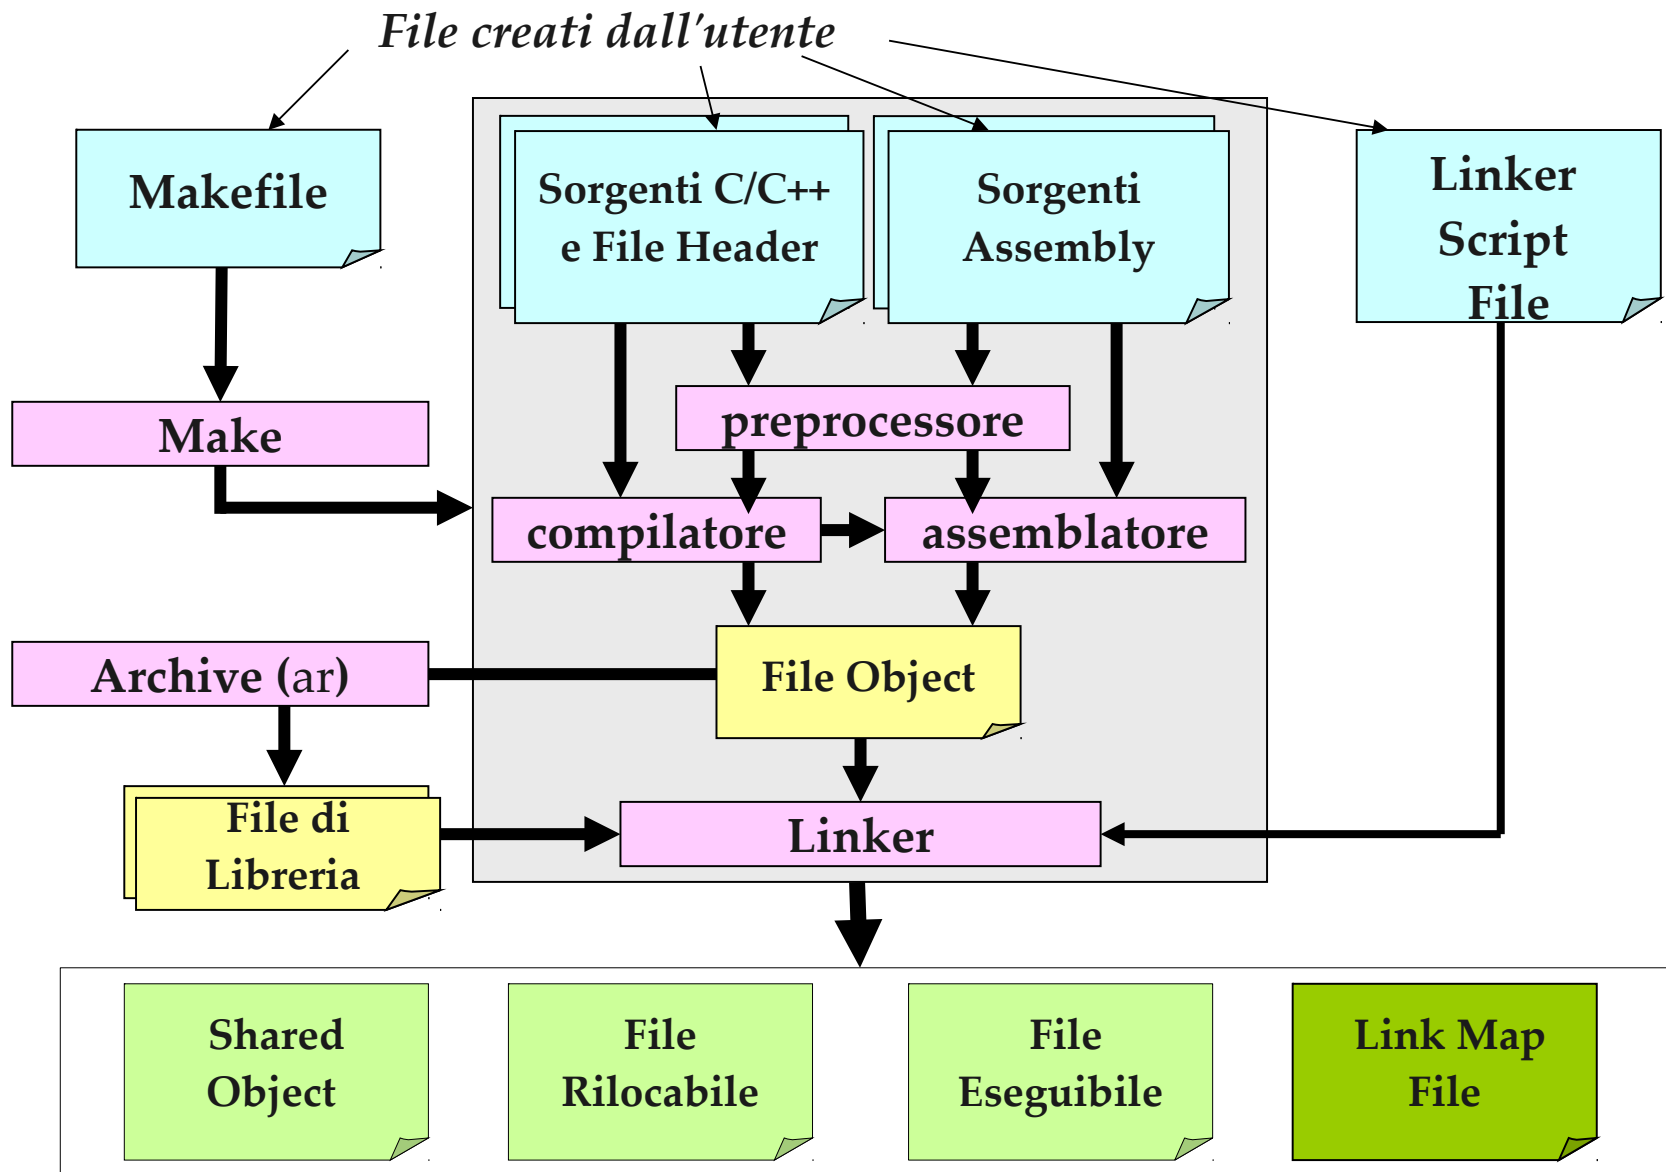 File creati dall'utente
Makefile
Sorgenti C/C++
e File Header
Sorgenti
Assembly
Linker
Script
File
Make
preprocessore
compilatore
assemblatore
Archive (ar)
File Object
File di
Libreria
Linker
Shared
Object
File
Rilocabile
File
Eseguibile
Link Map
File